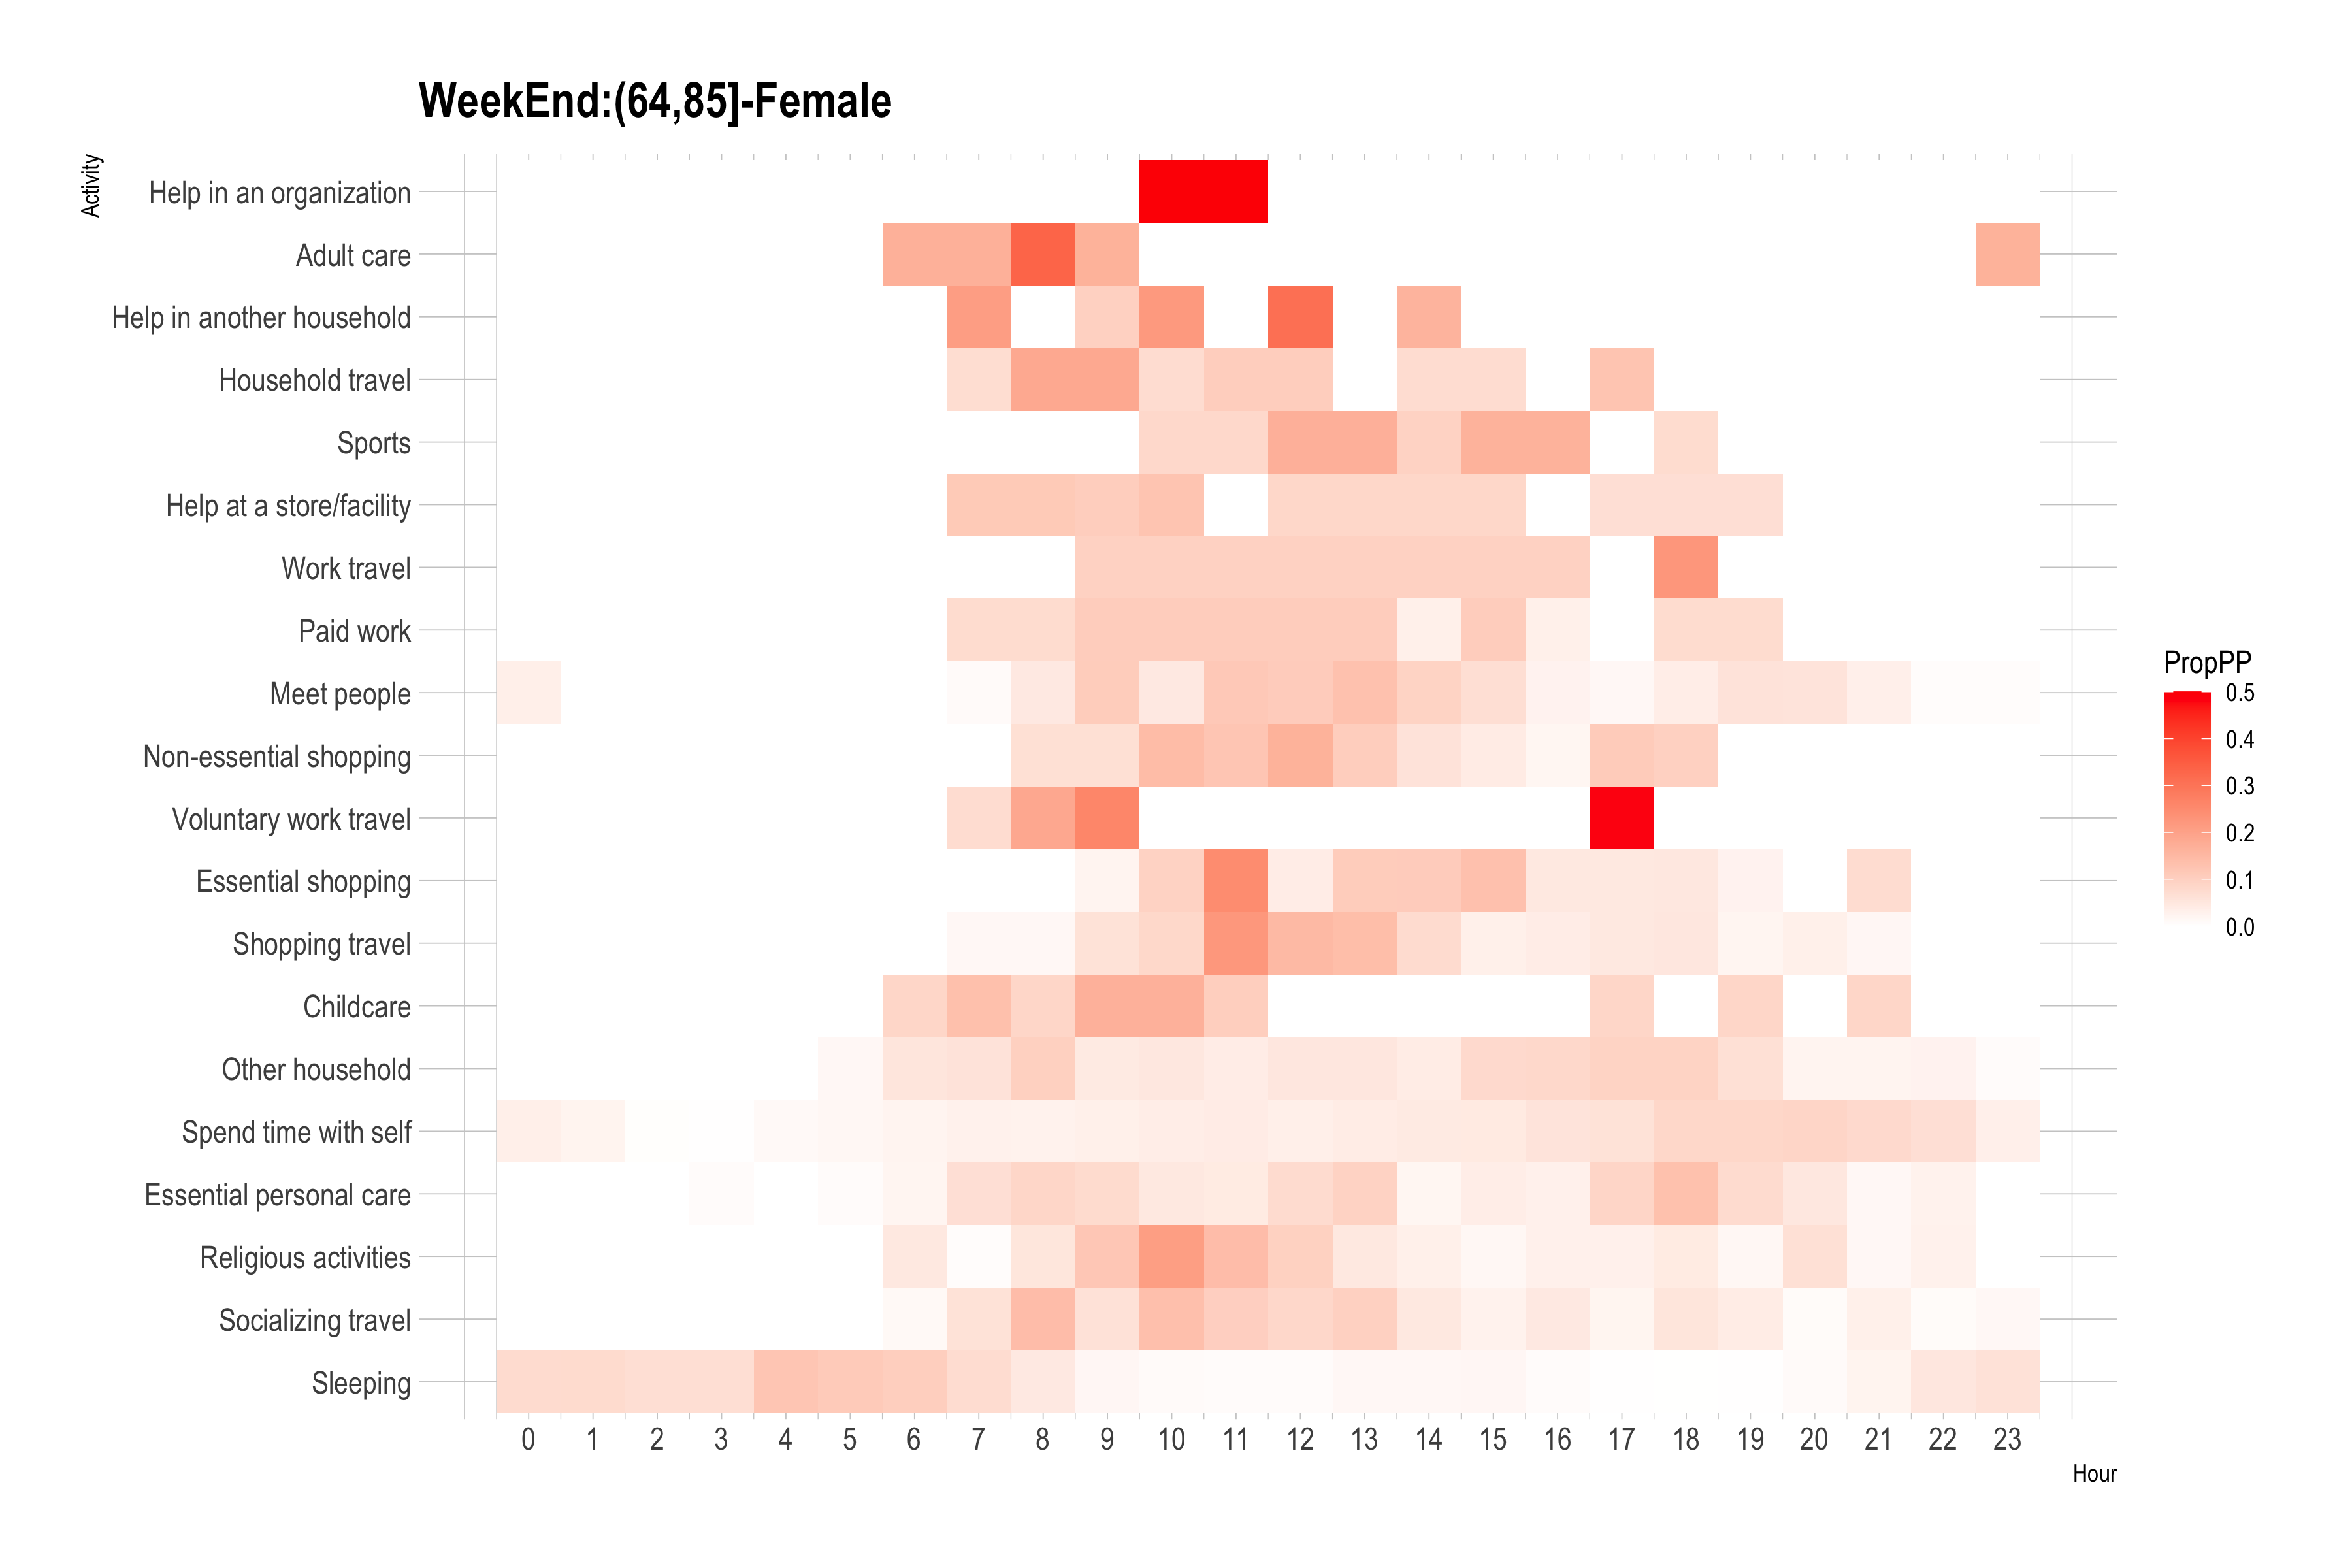 WeekEnd:(64,85]-Female
Activity
Help in an organization
Adult care
Help in another household
Household travel
Sports
Help at a store/facility
Work travel
Paid work
Meet people
Non-essential shopping
Voluntary work travel
Essential shopping
Shopping travel
Childcare
Other household
Spend time with self
Essential personal care
Religious activities
Socializing travel
Sleeping
0 1 2 3 4 5 6 7 8 9 10 11 12 13 14 15 16 17 18 19 20 21 22 23
Hour
PropPP
0.5
0.4
0.3
0.2
0.1
0.0